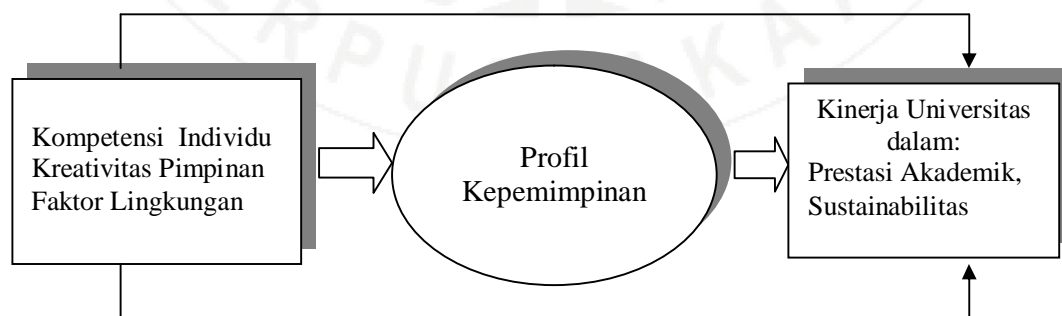 Kompetensi Individu
Kreativitas Pimpinan
Faktor Lingkungan
Profil
Kepemimpinan
Kinerja Universitas
dalam:
Prestasi Akademik,
Sustainabilitas